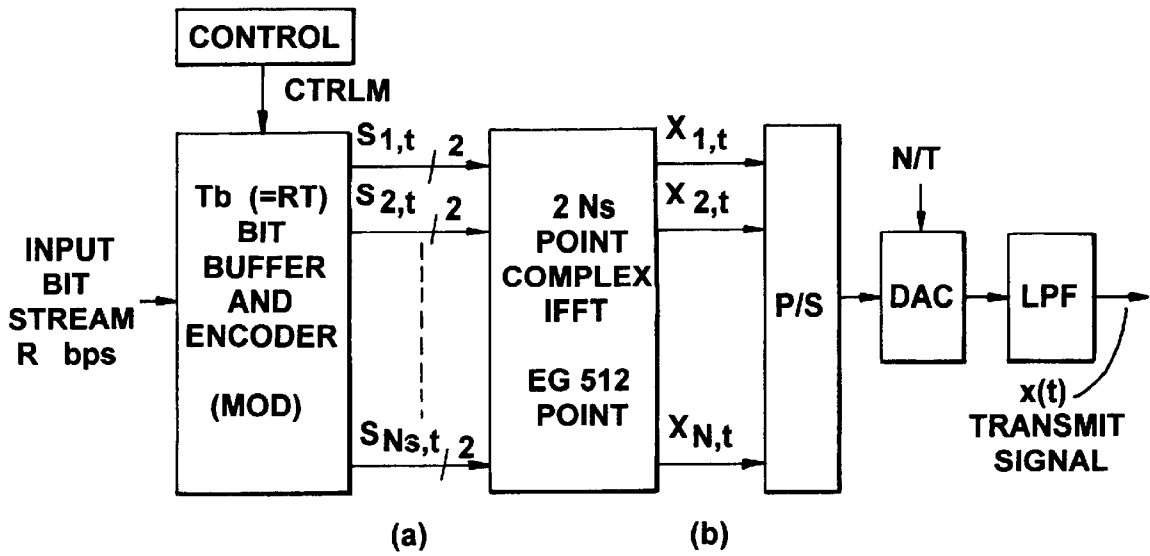 CONTROL
CTRLM
INPUT
BIT
STREAM
R bps
Tb (=RT)
BIT
BUFFER
AND
ENCODER
(MOD)
S1,t
2
S2,t
2
SNs,t
2
(a)
2 Ns
POINT
COMPLEX
IFFT
EG 512
POINT
X1,t
X2,t
XN,t
(b)
P/S
N/T
DAC
LPF
x(t)
TRANSMIT
SIGNAL